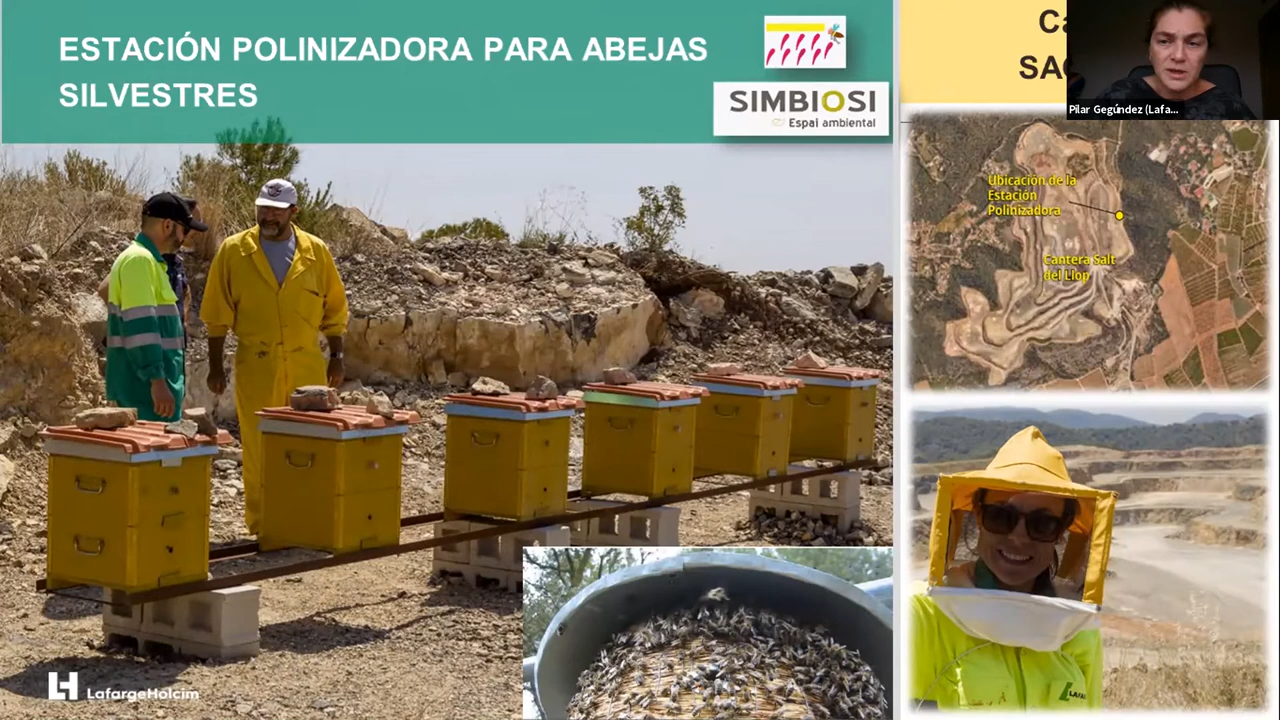 ESTACIÓN POLINIZADORA PARA ABEJAS
SILVESTRES
SIMBIOSI
Espai ambiental
Pilar Gegúndez (Lafa...
Ubicación de la
Estación
Polinizadora
Cantera Salt
del Llop
LafargeHolcim